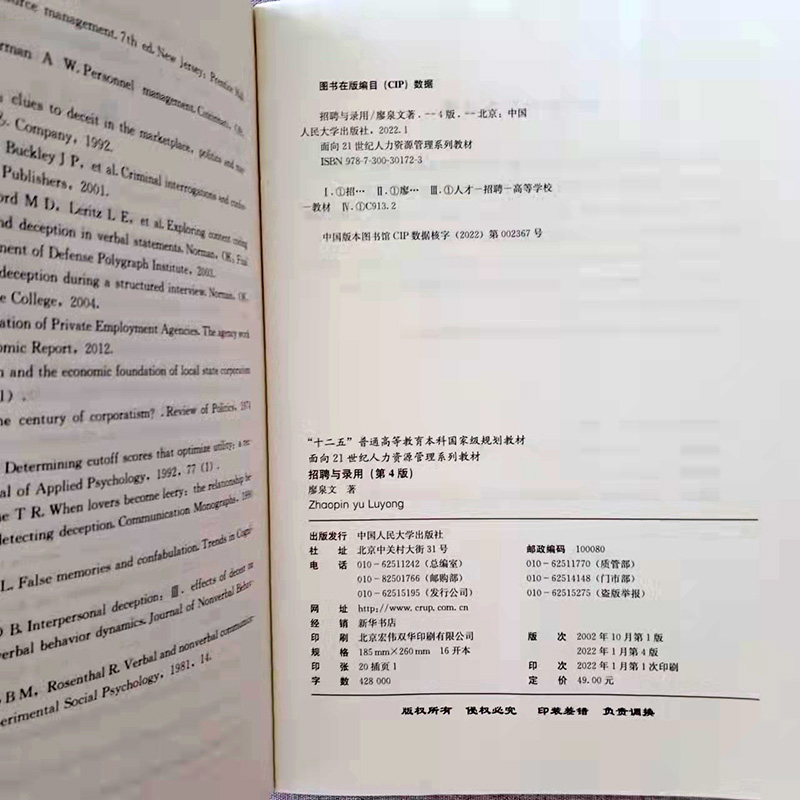 source management. 7th ed. New Jersey: Prentice Hall
rman A W. Personnel management. Cincinnati, Oh.
clues to deceit in the marketplace, politics and mar-
& Company, 1992.
Buckley J P, et al. Criminal interrogations and confes-
Publishers, 2001.
ord M D, Leritz L E, et al. Exploring content coding
nd deception in verbal statements. Norman, OK, Final
ment of Defense Polygraph Institute, 2003.
deception during a structured interview. Norman, OK.
e College, 2004.
ation of Private Employment Agencies. The agency work
omic Report, 2012.
n and the economic foundation of local state corporatism
1) .
he century of corporatism? . Review of Politics, 1974
Determining cutoff scores that optimize utility: a re-
al of Applied Psychology, 1992, 77 (1) .
e T R. When lovers become leery: the relationship be-
detecting deception. Communication Monographs, 1986
L. False memories and confabulation. Trends in Cogni-
D B. Interpersonal deception: Ⅲ. effects of deceit on
verbal behavior dynamics. Journal of Nonverbal Behav-
B M, Rosenthal R. Verbal and nonverbal communica-
erimental Social Psychology, 1981, 14.
图书在版编目（CIP）数据
招聘与录用/廖泉文著. --4版. --北京：中国
人民大学出版社，2022.1
面向21世纪人力资源管理系列教材
ISBN 978-7-300-30172-3
Ⅰ.①招… Ⅱ.①廖… Ⅲ.①人才－招聘－高等学校
－教材 Ⅳ.①C913.2
中国版本图书馆CIP数据核字（2022）第002367号
“十二五”普通高等教育本科国家级规划教材
面向21世纪人力资源管理系列教材
招聘与录用（第4版）
廖泉文 著
Zhaopin yu Luyong
出版发行 中国人民大学出版社
社 址 北京中关村大街31号 邮政编码 100080
电 话 010－62511242（总编室） 010－62511770（质管部）
010－82501766（邮购部） 010－62514148（门市部）
010－62515195（发行公司） 010－62515275（盗版举报）
网 址 http://www.crup.com.cn
经 销 新华书店
印 刷 北京宏伟双华印刷有限公司 版 次 2002年10月第1版
规 格 185 mm×260 mm 16开本 2022年1月第4版
印 张 20 插页1 印 次 2022年1月第1次印刷
字 数 428 000 定 价 49.00元
版权所有 侵权必究 印装差错 负责调换